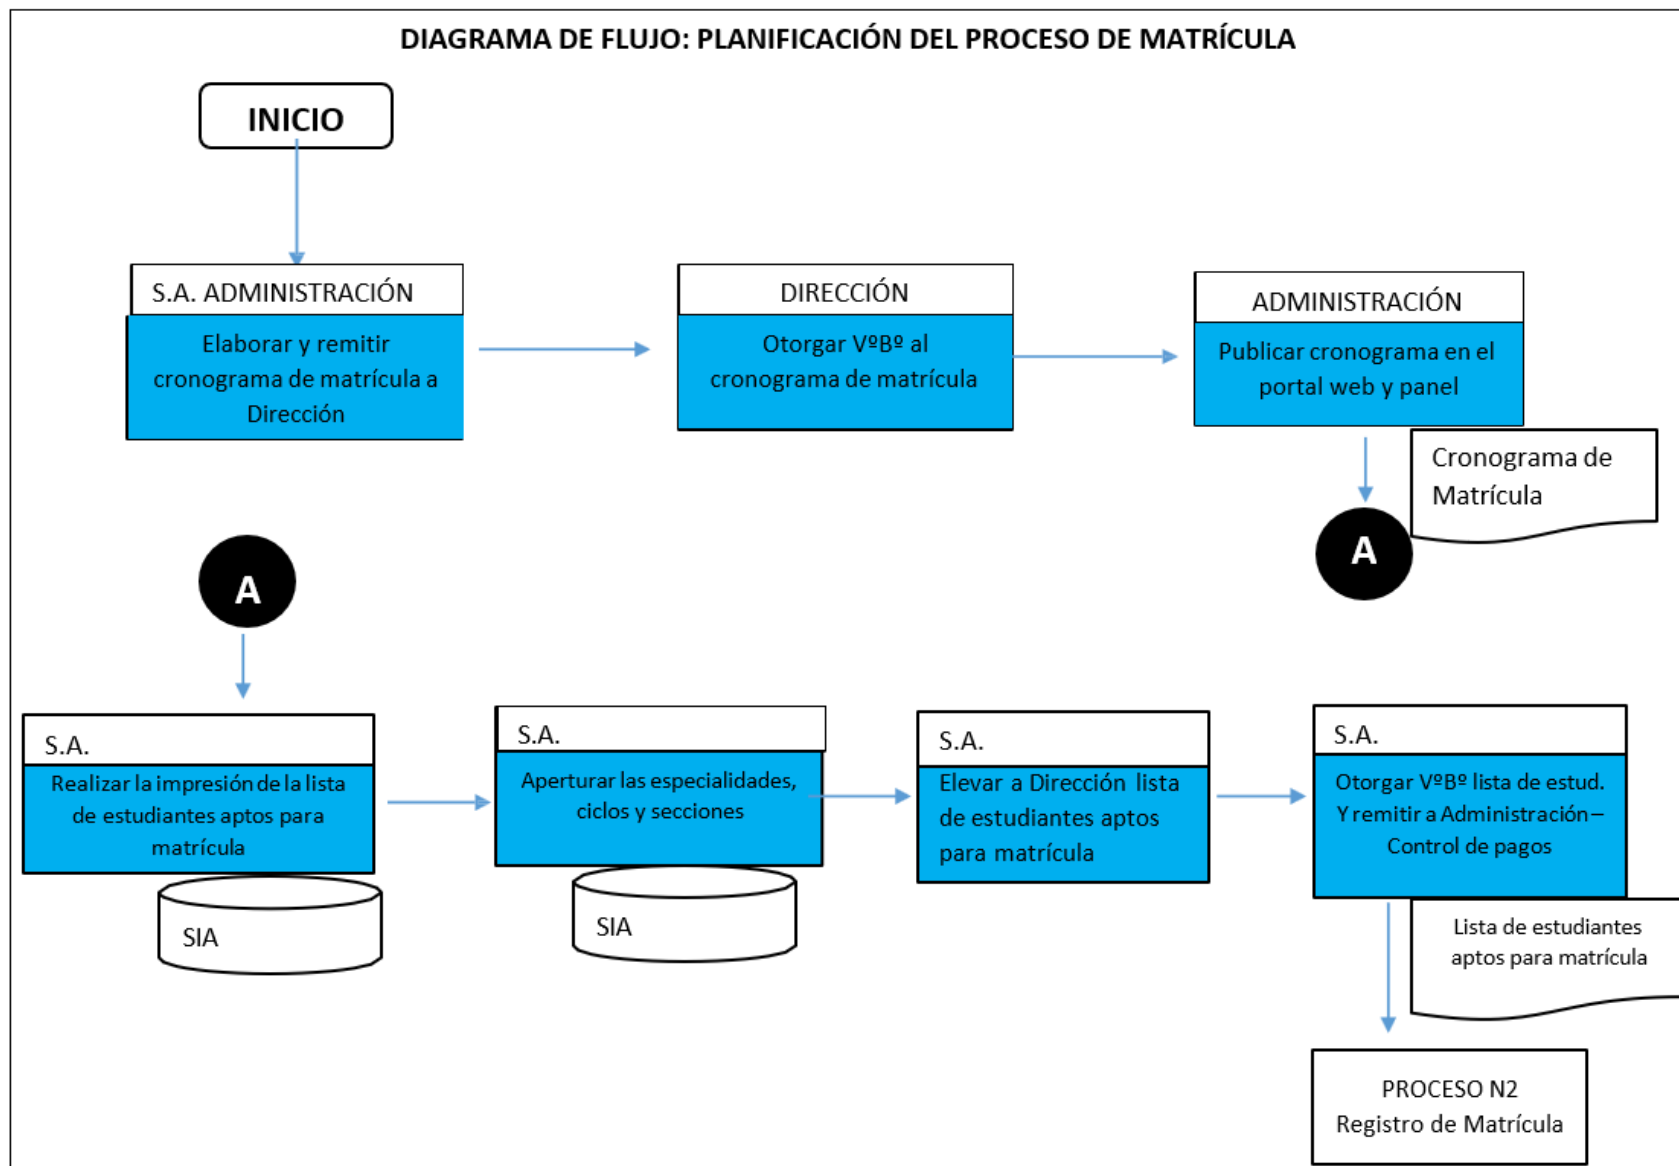 DIAGRAMA DE FLUJO: PLANIFICACIÓN DEL PROCESO DE MATRÍCULA
INICIO
S.A. ADMINISTRACIÓN
Elaborar y remitir
cronograma de matrícula a
Dirección
DIRECCIÓN
Otorgar VºBº al
cronograma de matrícula
ADMINISTRACIÓN
Publicar cronograma en el
portal web y panel
Cronograma de
Matrícula
A
A
S.A.
Realizar la impresión de la lista
de estudiantes aptos para
matrícula
SIA
S.A.
Aperturar las especialidades,
ciclos y secciones
SIA
S.A.
Elevar a Dirección lista
de estudiantes aptos
para matrícula
S.A.
Otorgar VºBº lista de estud.
Y remitir a Administración –
Control de pagos
Lista de estudiantes
aptos para matrícula
PROCESO N2
Registro de Matrícula